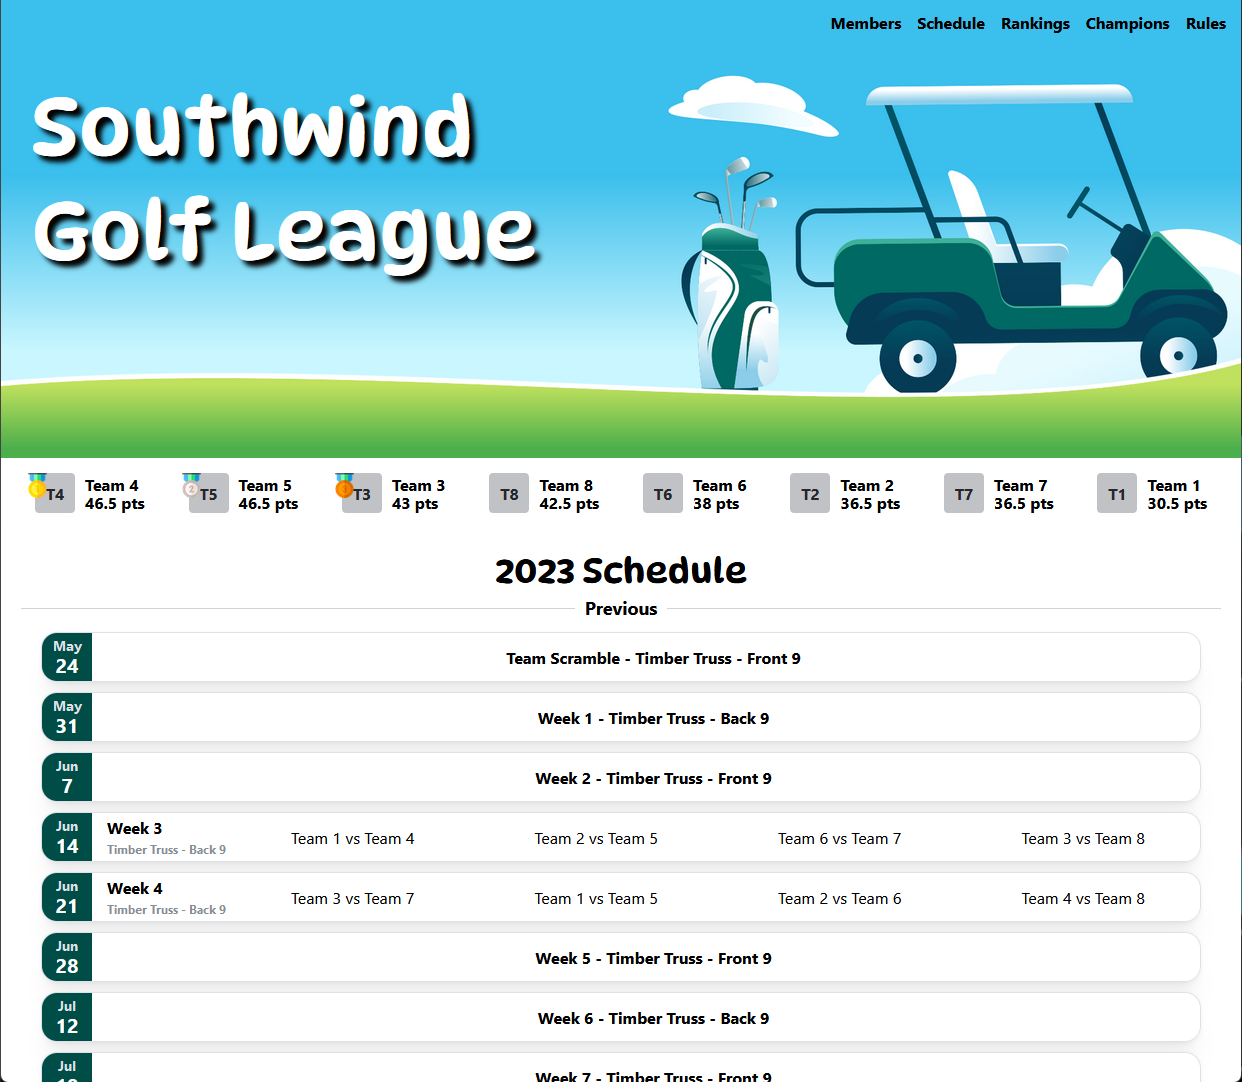 Members Schedule Rankings Champions Rules
Southwind
Golf League
T4 Team 4 46.5 pts
2 T5 Team 5 46.5 pts
T3 Team 3 43 pts
T8 Team 8 42.5 pts
T6 Team 6 38 pts
T2 Team 2 36.5 pts
T7 Team 7 36.5 pts
T1 Team 1 30.5 pts
2023 Schedule
Previous
May
24
Team Scramble - Timber Truss - Front 9
May
31
Week 1 - Timber Truss - Back 9
Jun
7
Week 2 - Timber Truss - Front 9
Jun
14
Week 3
Timber Truss - Back 9
Team 1 vs Team 4 Team 2 vs Team 5 Team 6 vs Team 7 Team 3 vs Team 8
Jun
21
Week 4
Timber Truss - Back 9
Team 3 vs Team 7 Team 1 vs Team 5 Team 2 vs Team 6 Team 4 vs Team 8
Jun
28
Week 5 - Timber Truss - Front 9
Jul
12
Week 6 - Timber Truss - Back 9
Jul
Week 7 - Timber Truss - Front 9